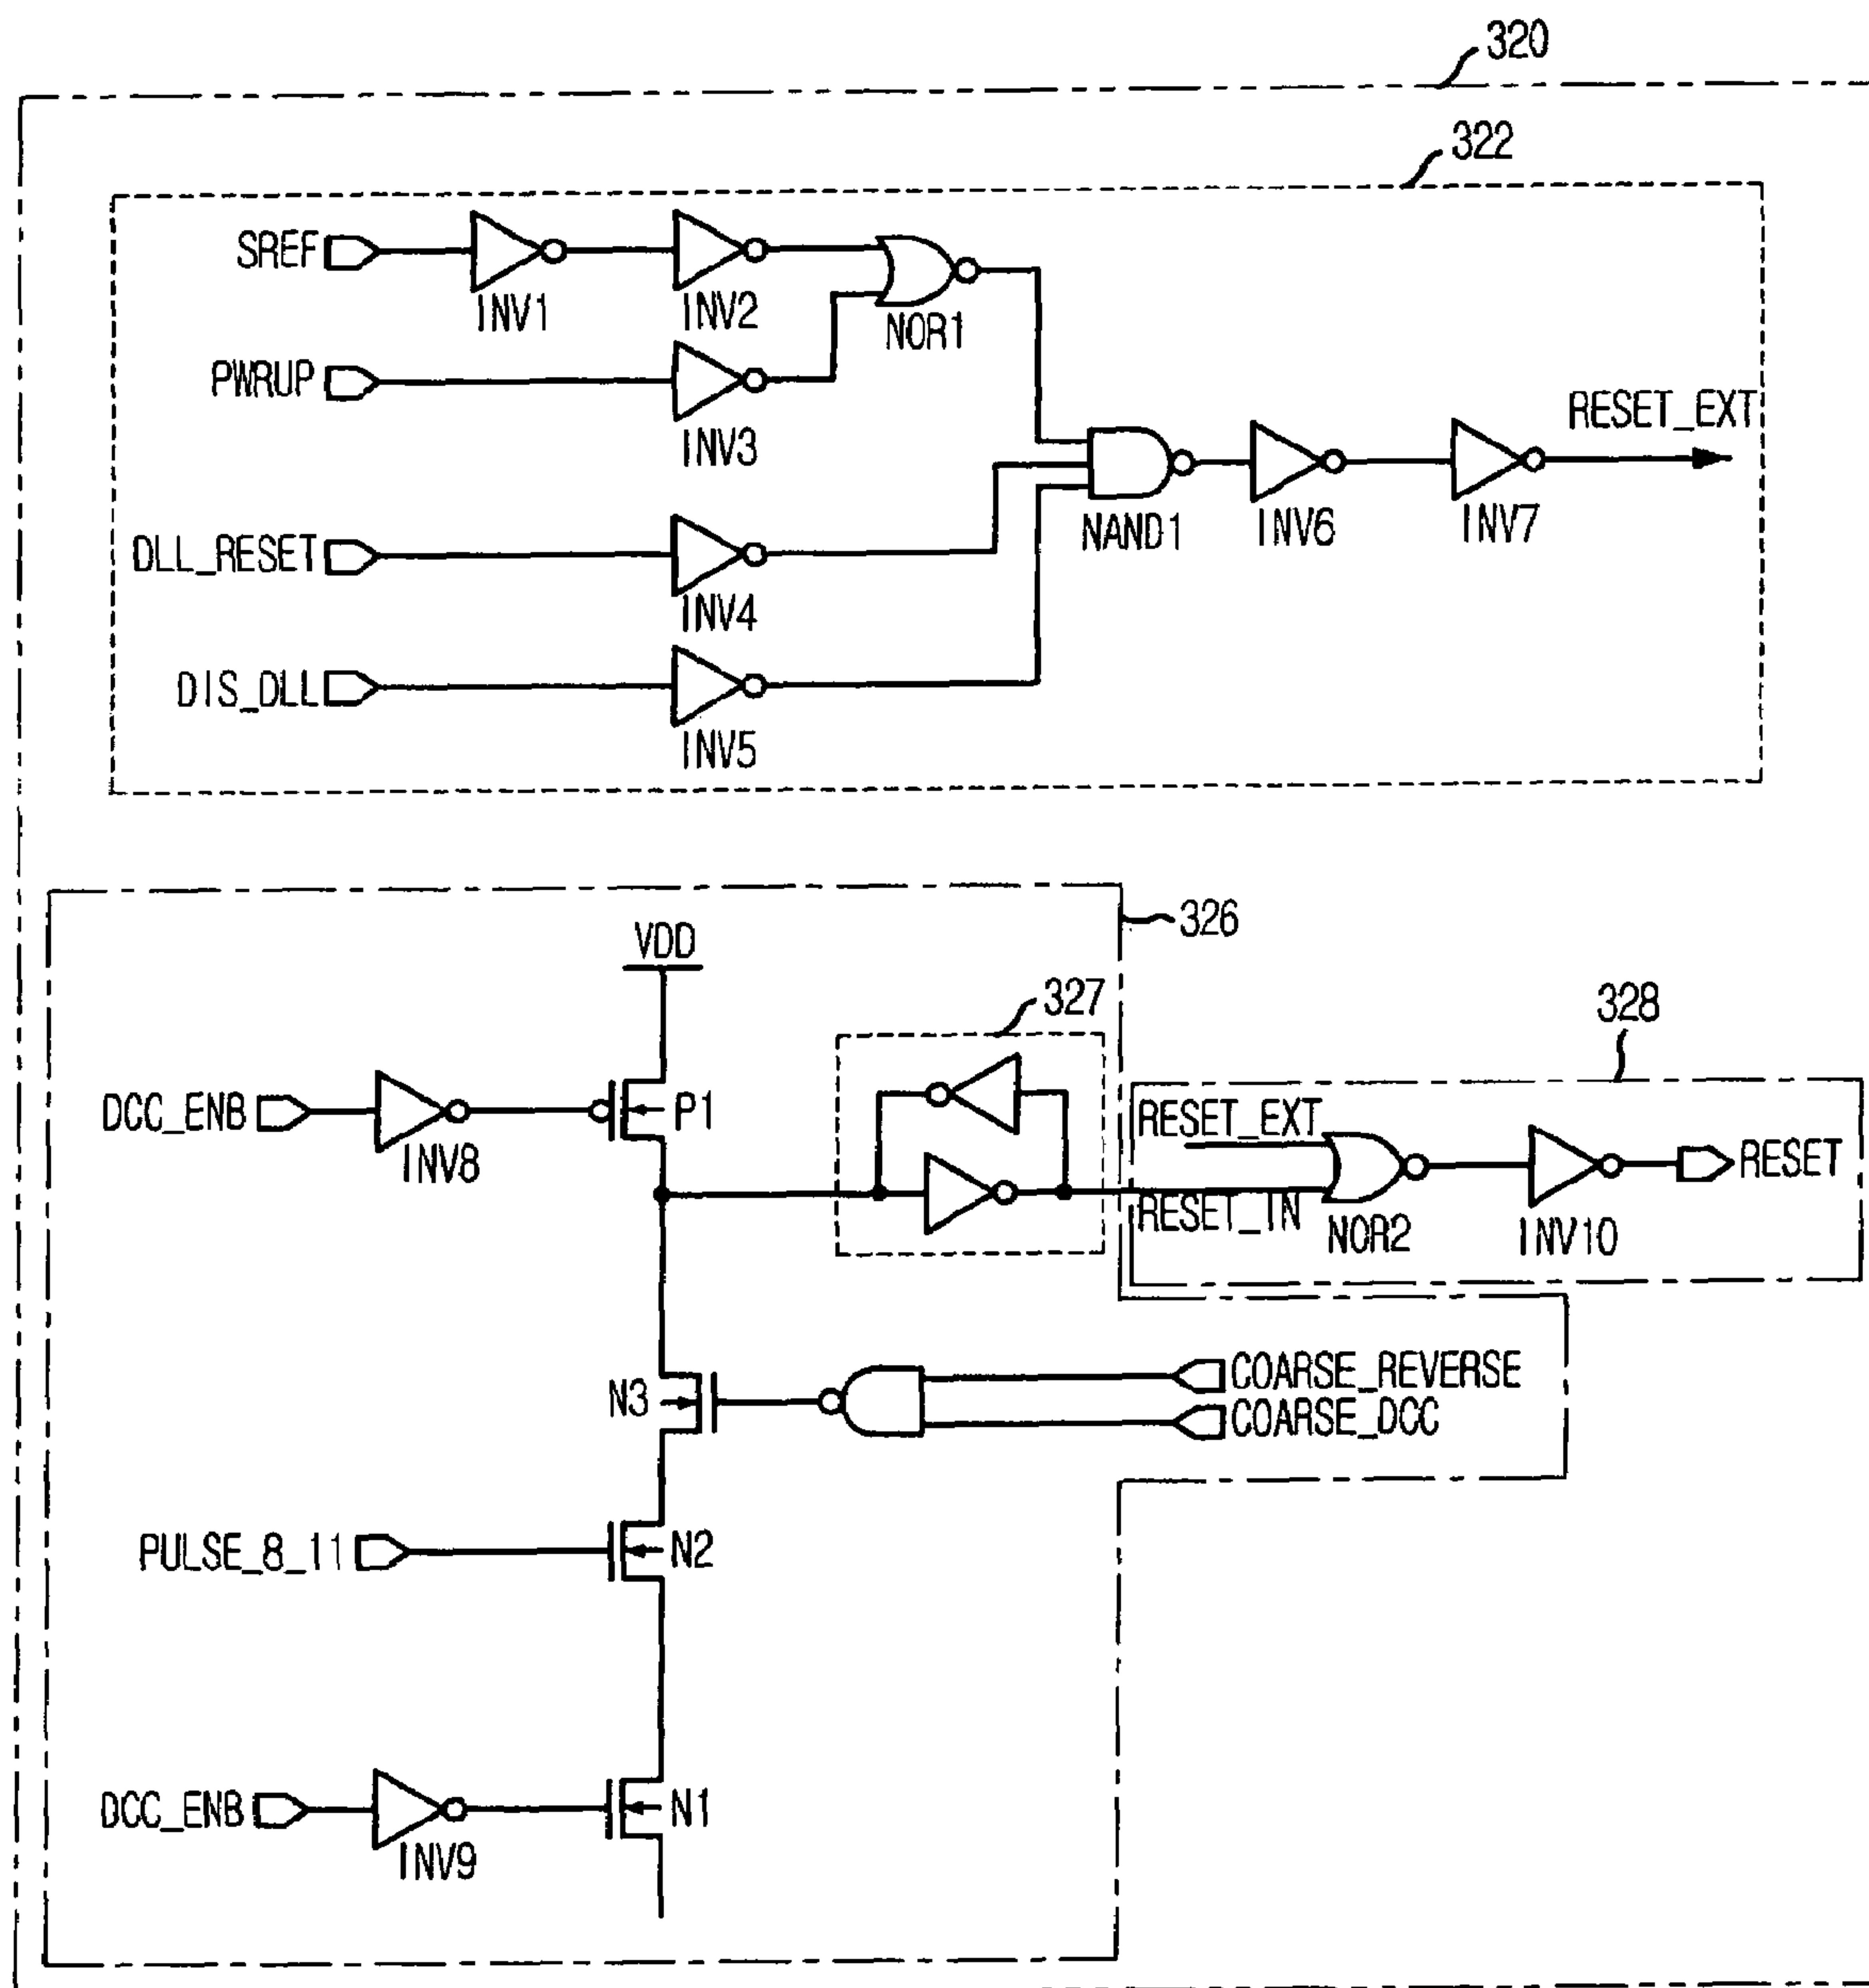 320
322
SREF
INV1
INV2
NOR1
PWRUP
INV3
RESET_EXT
DLL_RESET
INV4
NAND1
INV6
INV7
DIS_DLL
INV5
326
VDD
327
328
DCC_ENB
INV8
P1
RESET_EXT
RESET_IN
NOR2
INV10
RESET
N3
COARSE_REVERSE
COARSE_DCC
PULSE_8_11
N2
DCC_ENB
INV9
N1